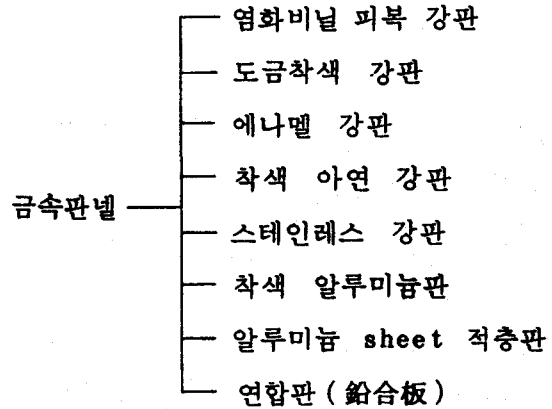 염화비닐 피복 강판
도금착색 강판
에나멜 강판
착색 아연 강판
금속판넬
스테인레스 강판
착색 알루미늄판
알루미늄 sheet 적층판
연합판(鉛合板)